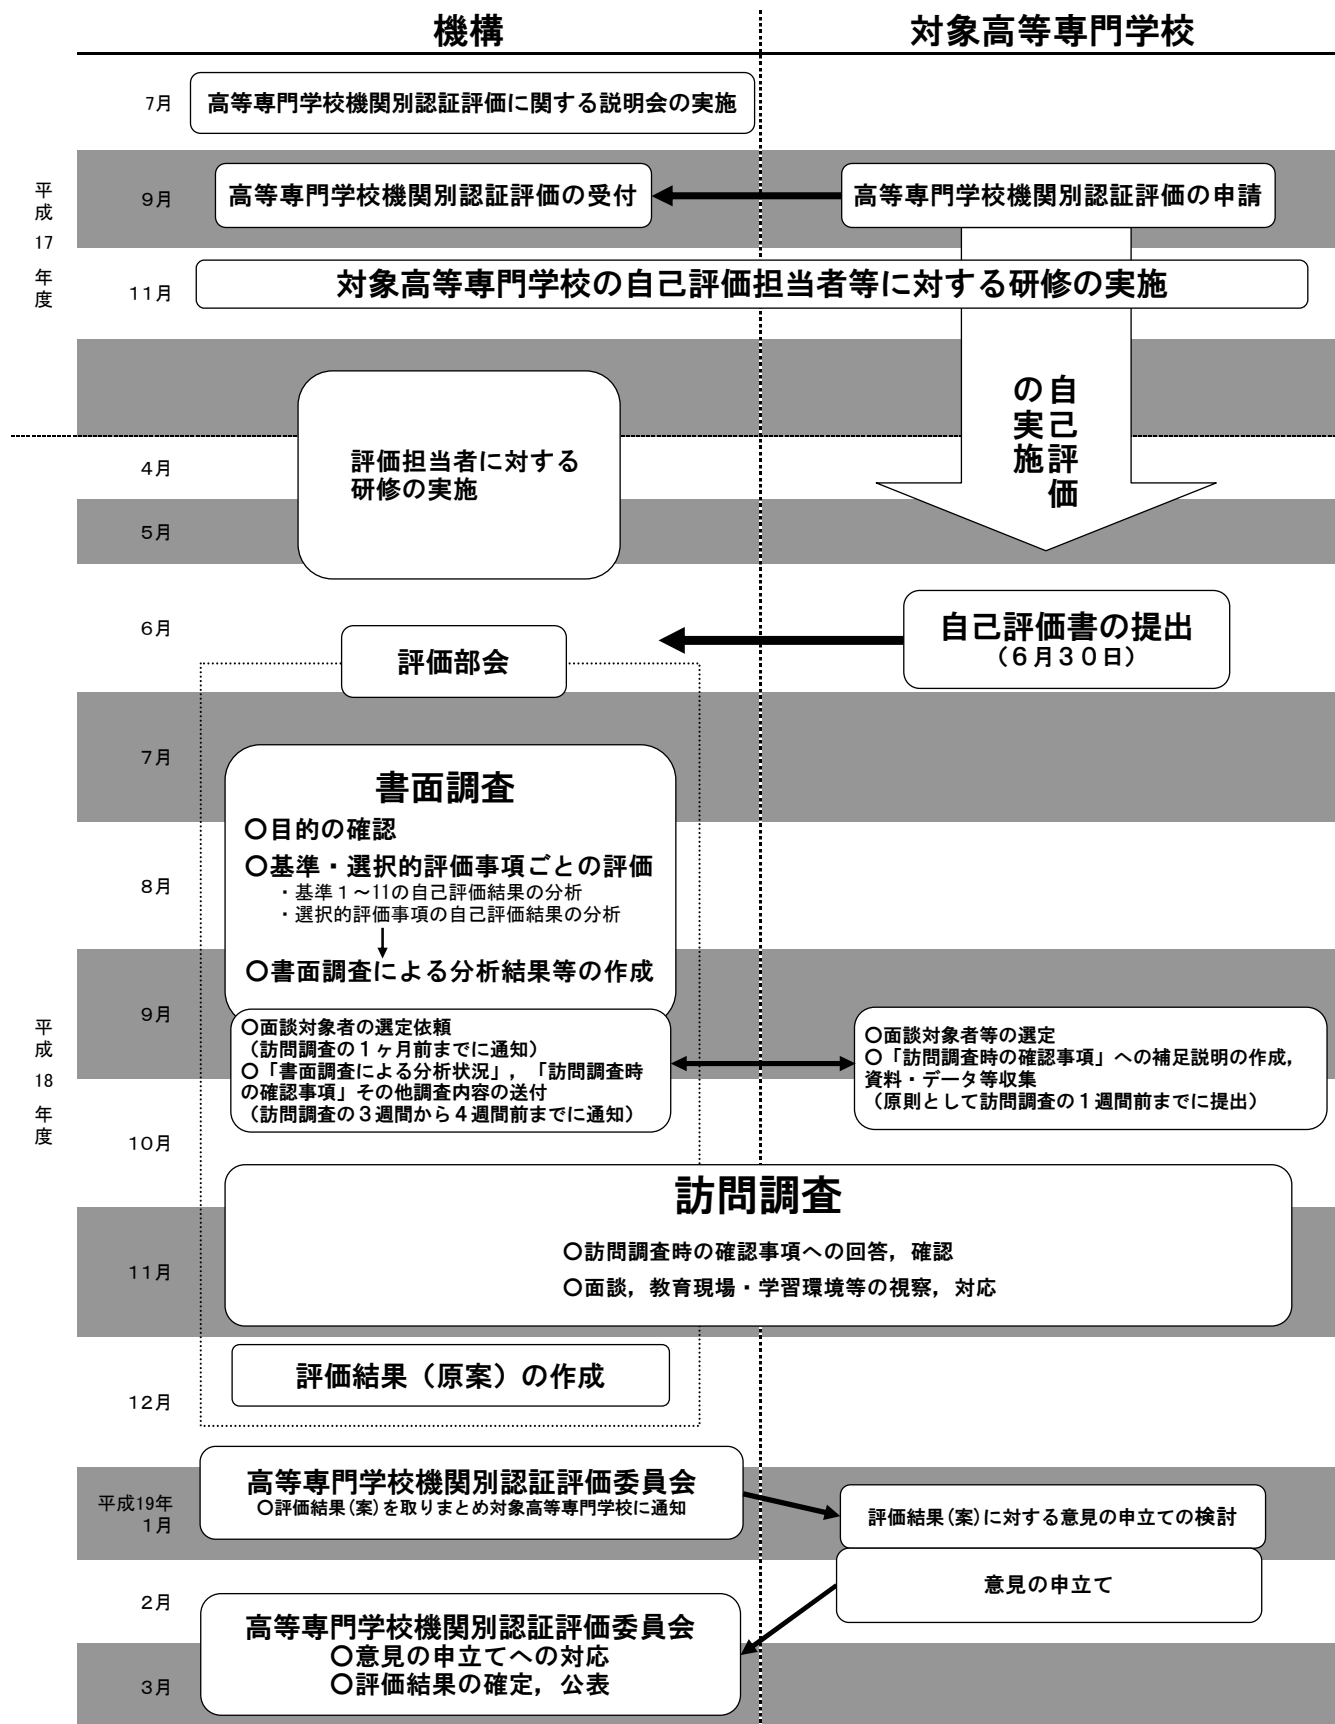 機構
対象高等専門学校
平成17年度
7月
高等専門学校機関別認証評価に関する説明会の実施
9月
高等専門学校機関別認証評価の受付
高等専門学校機関別認証評価の申請
11月
対象高等専門学校の自己評価担当者等に対する研修の実施
自己評価
の実施
評価担当者に対する
研修の実施
平成18年度
4月
5月
6月
自己評価書の提出
(6月30日)
評価部会
7月
書面調査
○目的の確認
○基準・選択的評価事項ごとの評価
・基準1~11の自己評価結果の分析
・選択的評価事項の自己評価結果の分析
○書面調査による分析結果等の作成
8月
9月
○面談対象者の選定依頼
(訪問調査の1ヶ月前までに通知)
○「書面調査による分析状況」,「訪問調査時
の確認事項」その他調査内容の送付
(訪問調査の3週間から4週間前までに通知)
○面談対象者等の選定
○「訪問調査時の確認事項」への補足説明の作成,
資料・データ等収集
(原則として訪問調査の1週間前までに提出)
10月
訪問調査
○訪問調査時の確認事項への回答,確認
○面談,教育現場・学習環境等の視察,対応
11月
評価結果(原案)の作成
12月
平成19年
1月
高等専門学校機関別認証評価委員会
○評価結果(案)を取りまとめ対象高等専門学校に通知
評価結果(案)に対する意見の申立ての検討
意見の申立て
2月
高等専門学校機関別認証評価委員会
○意見の申立てへの対応
○評価結果の確定,公表
3月